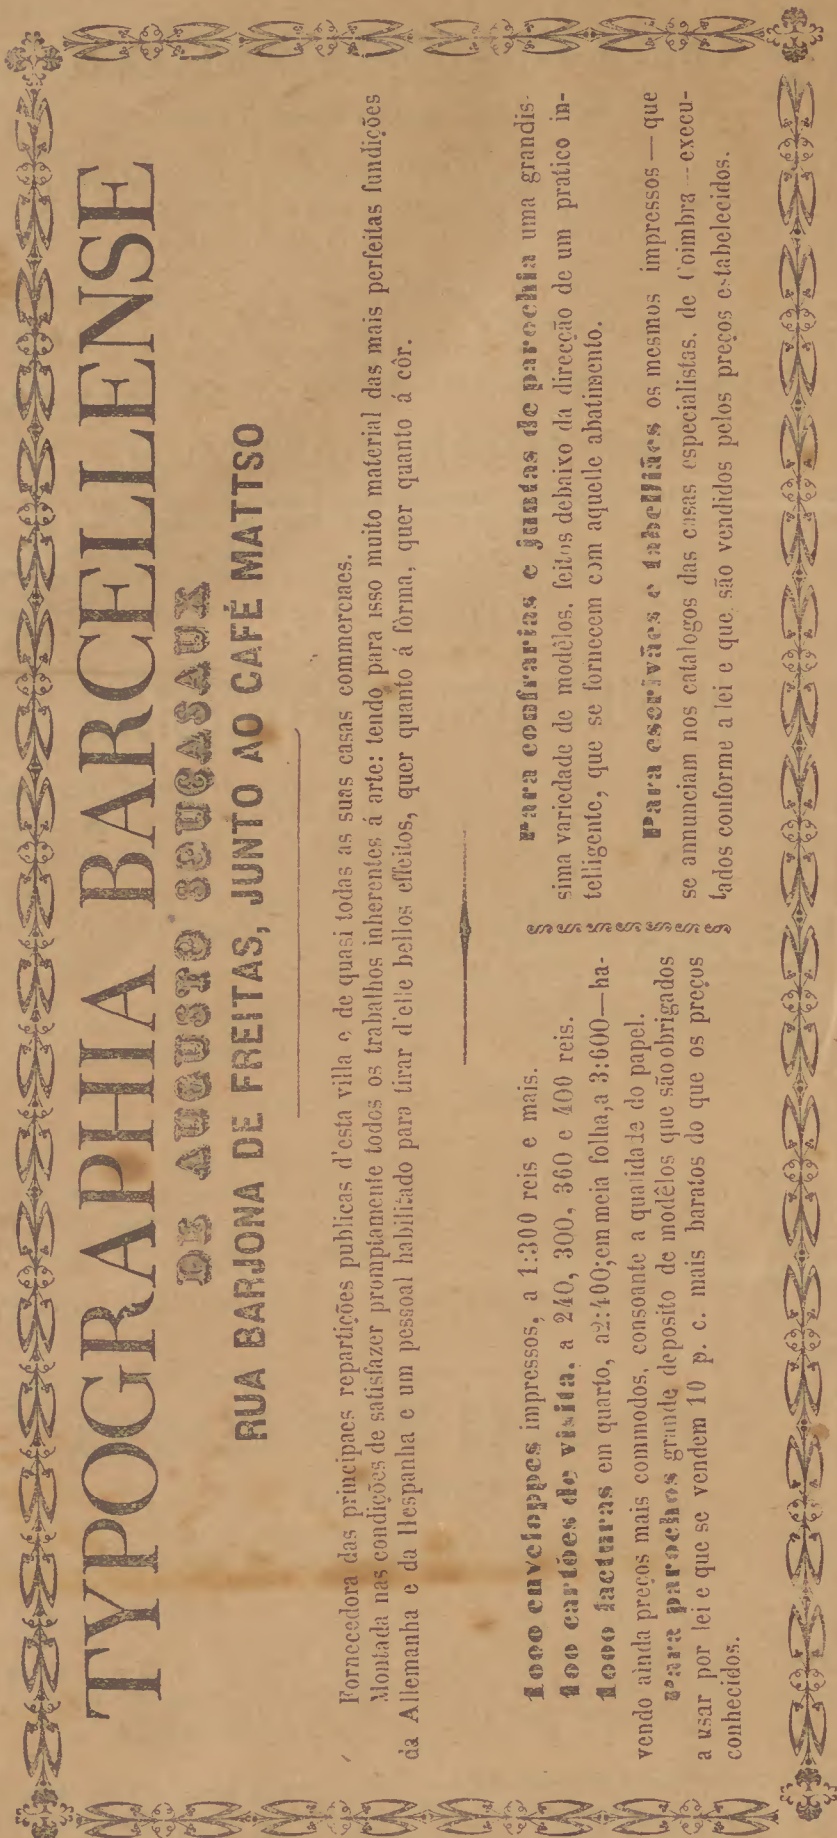 TYPOGRAPHIA BARCELLENSE
DE AUGUSTO SOUCASAUX
RUA BARJONA DE FREITAS, JUNTO AO CAFÉ MATTSO
Fornecedora das principaes repartições publicas d'esta villa e de quasi todas as suas casas commerciaes.
Montada nas condições de satisfazer promptamente todos os trabalhos inherentes á arte: tendo para isso muito material das mais perfeitas fundições
da Allemanha e da Hespanha e um pessoal habilitado para tirar d'elle bellos effeitos, quer quanto á fórma, quer quanto á côr.
1000 enveloppes impressos, a 1:300 reis e mais.
100 cartões de visita, a 240, 300, 360 e 400 reis.
1000 facturas em quarto, a 2:400; em meia folha, a 3:600—ha-
vendo ainda preços mais commodos, consoante a qualidade do papel.
Para parochos grande deposito de modêlos que são obrigados
a usar por lei e que se vendem 10 p. c. mais baratos do que os preços
conhecidos.
Para confrarias e juntas de parochia uma grandis-
sima variedade de modêlos, feitos debaixo da direcção de um pratico in-
telligente, que se fornecem com aquelle abatimento.
Para escrivães e tabelliães os mesmos impressos — que
se annunciam nos catalogos das casas especialistas, de Coimbra — execu-
tados conforme a lei e que são vendidos pelos preços estabelecidos.